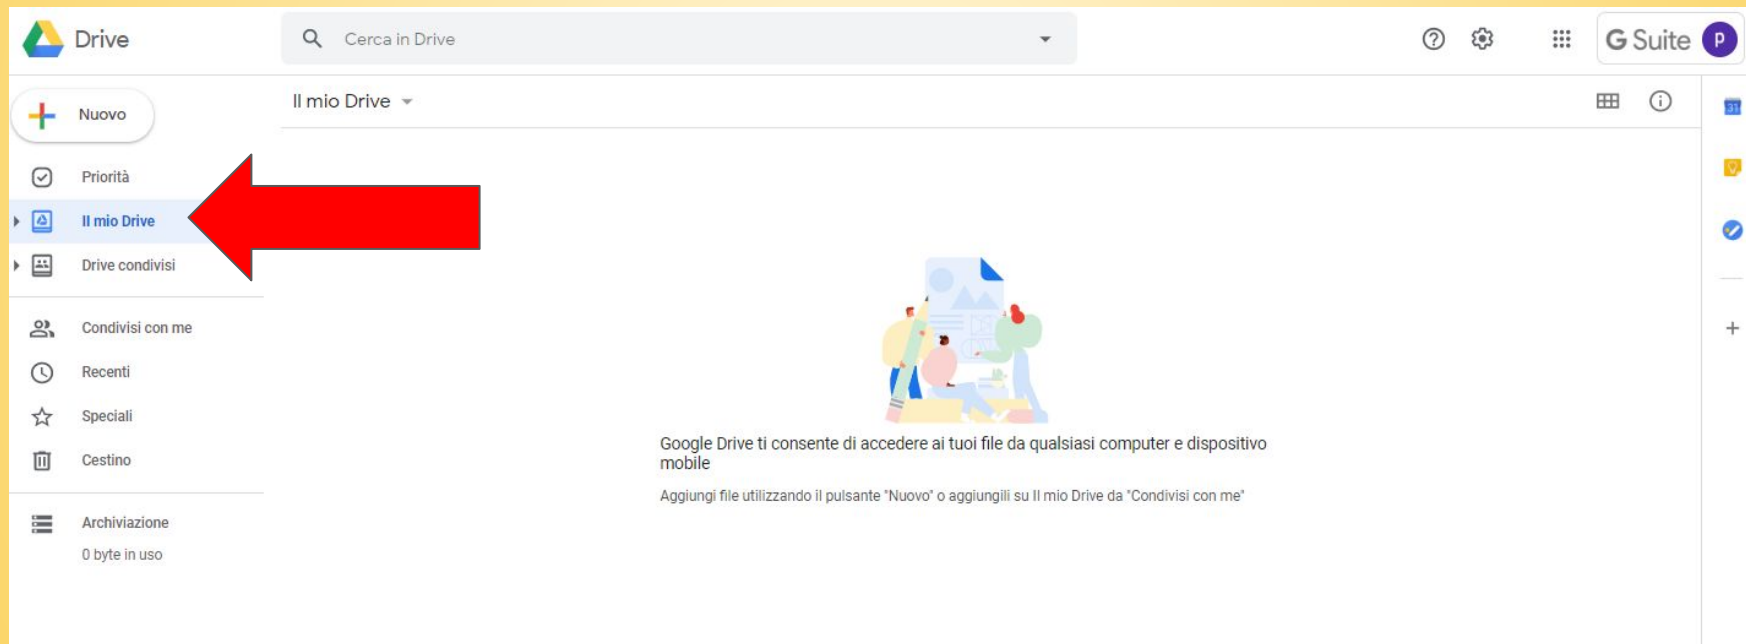 Drive
Cerca in Drive
G Suite
p
Nuovo
Il mio Drive
31
Priorità
Il mio Drive
Drive condivisi
Condivisi con me
Recenti
Speciali
Cestino
Google Drive ti consente di accedere ai tuoi file da qualsiasi computer e dispositivo
mobile
Aggiungi file utilizzando il pulsante "Nuovo" o aggiungili su Il mio Drive da "Condivisi con me"
Archiviazione
0 byte in uso